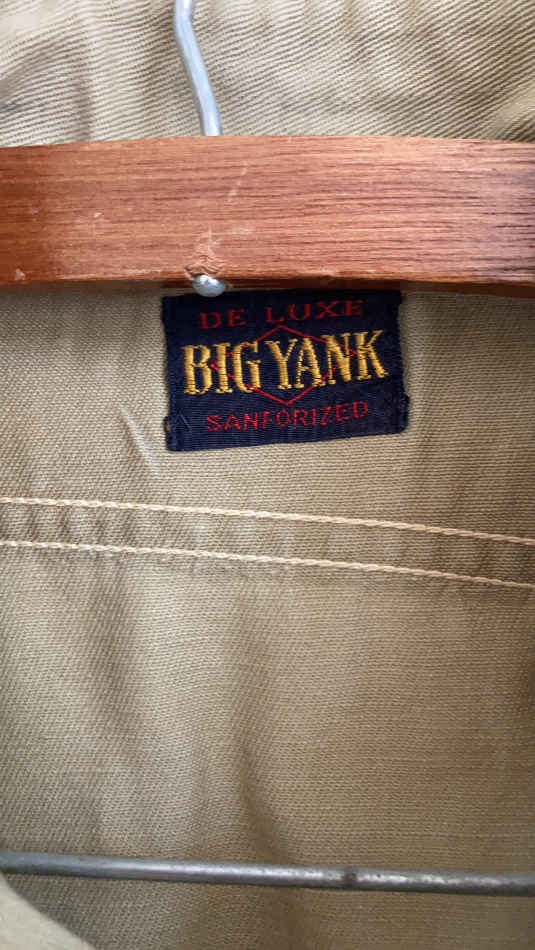 DE LUXE
BIG YANK
SANFORIZED